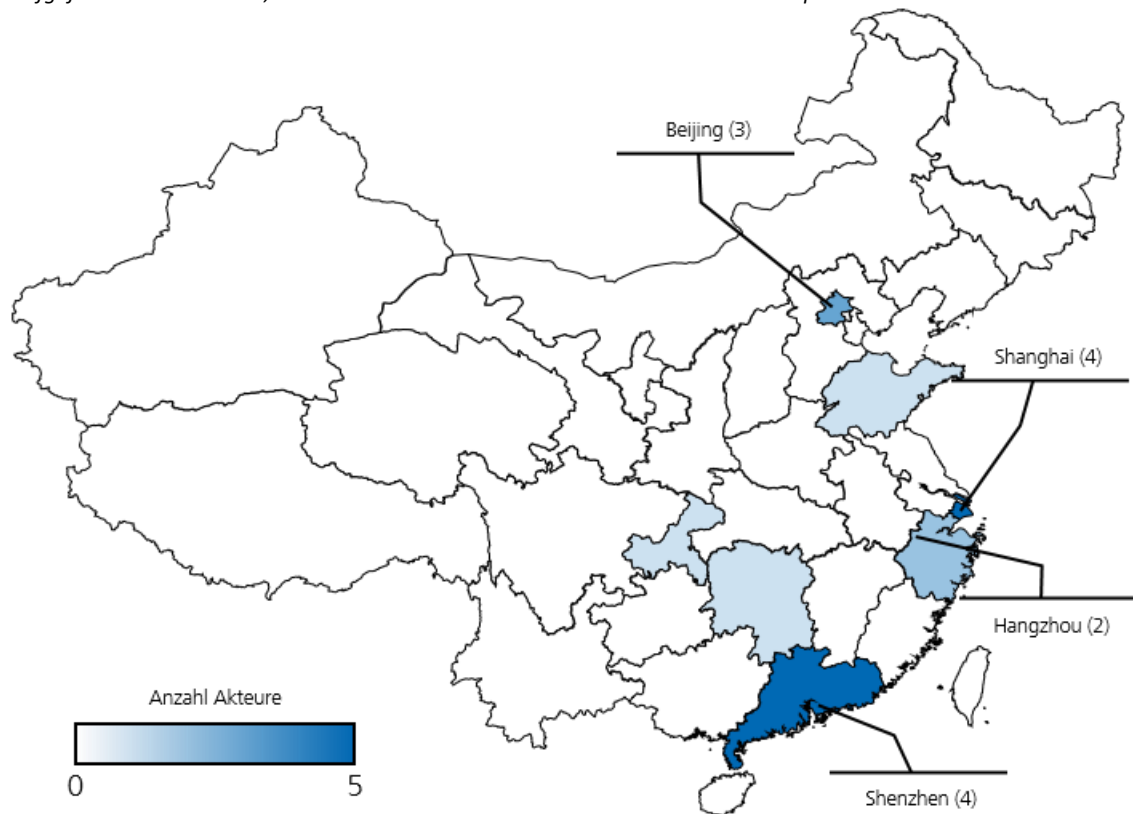 Beijing (3)
Shanghai (4)
Hangzhou (2)
Anzahl Akteure
0
5
Shenzhen (4)